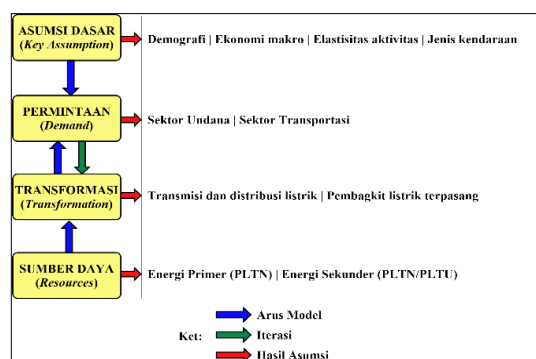 ASUMSI DASAR
(Key Assumption)
Demografi | Ekonomi makro | Elastisitas aktivitas | Jenis kendaraan
PERMINTAAN
(Demand)
Sektor Undana | Sektor Transportasi
TRANSFORMASI
(Transformation)
Transmisi dan distribusi listrik | Pembagkit listrik terpasang
SUMBER DAYA
(Resources)
Energi Primer (PLTN) | Energi Sekunder (PLTN/PLTU)
Arus Model
Ket:
Iterasi
Hasil Asumsi